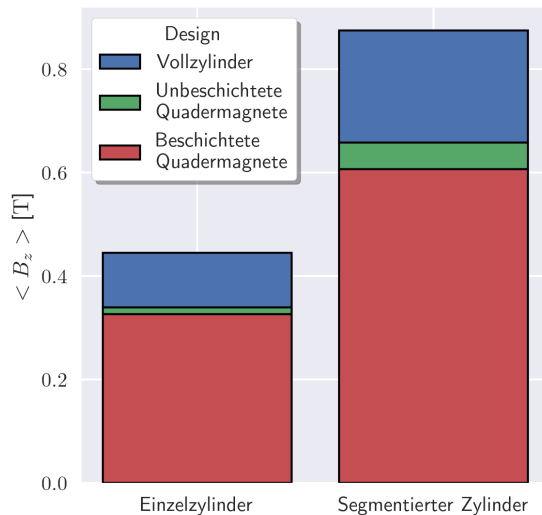 Design
Vollzylinder
Unbeschichtete
Quadermagnete
Beschichtete
Quadermagnete
< B_z > [T]
0.8
0.6
0.4
0.2
0.0
Einzelzylinder
Segmentierter Zylinder